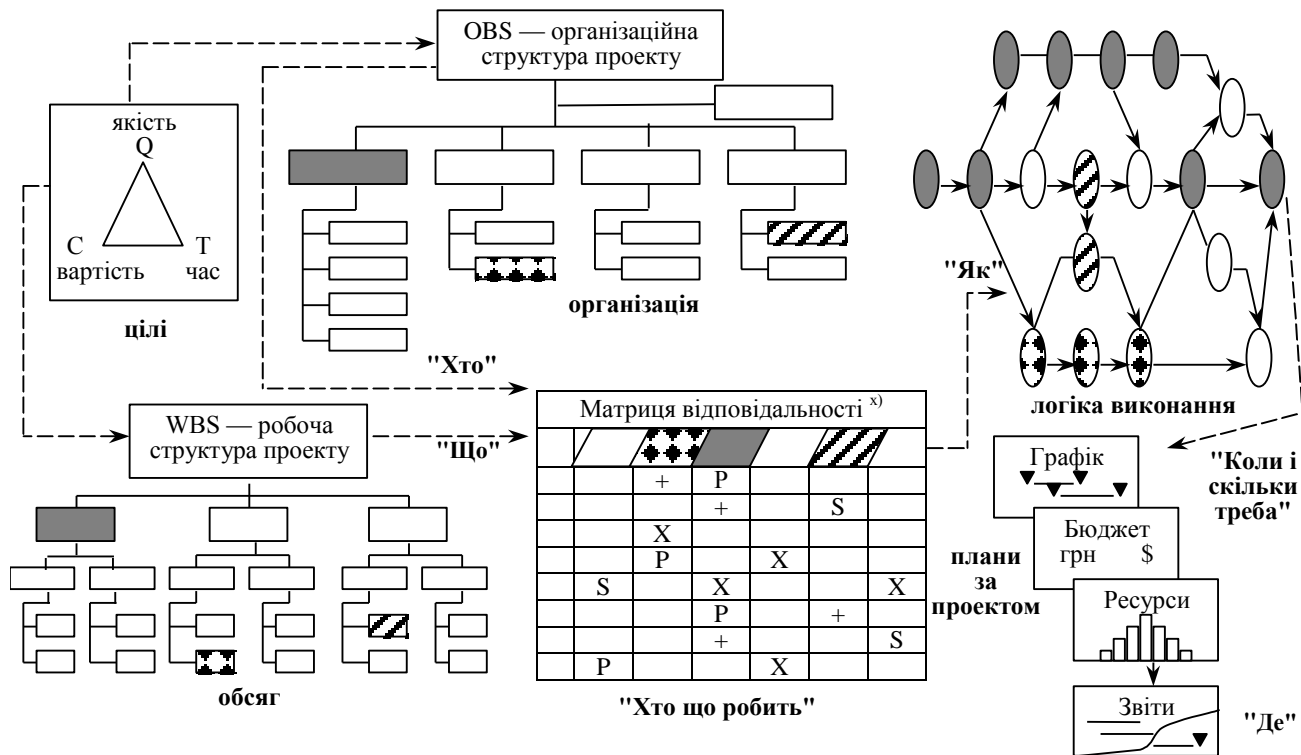 OBS — організаційна
структура проекту
якість
Q
C
T
вартість
час
цілі
організація
"Хто"
"Як"
логіка виконання
WBS — робоча
структура проекту
"Що"
обсяг
Матриця відповідальності x)
+ P
+ S
X
P X
S X X
P +
+ S
P X
"Хто що робить"
Графік
"Коли і
скільки
треба"
Бюджет
грн $
плани
за
проектом
Ресурси
Звіти
"Де"